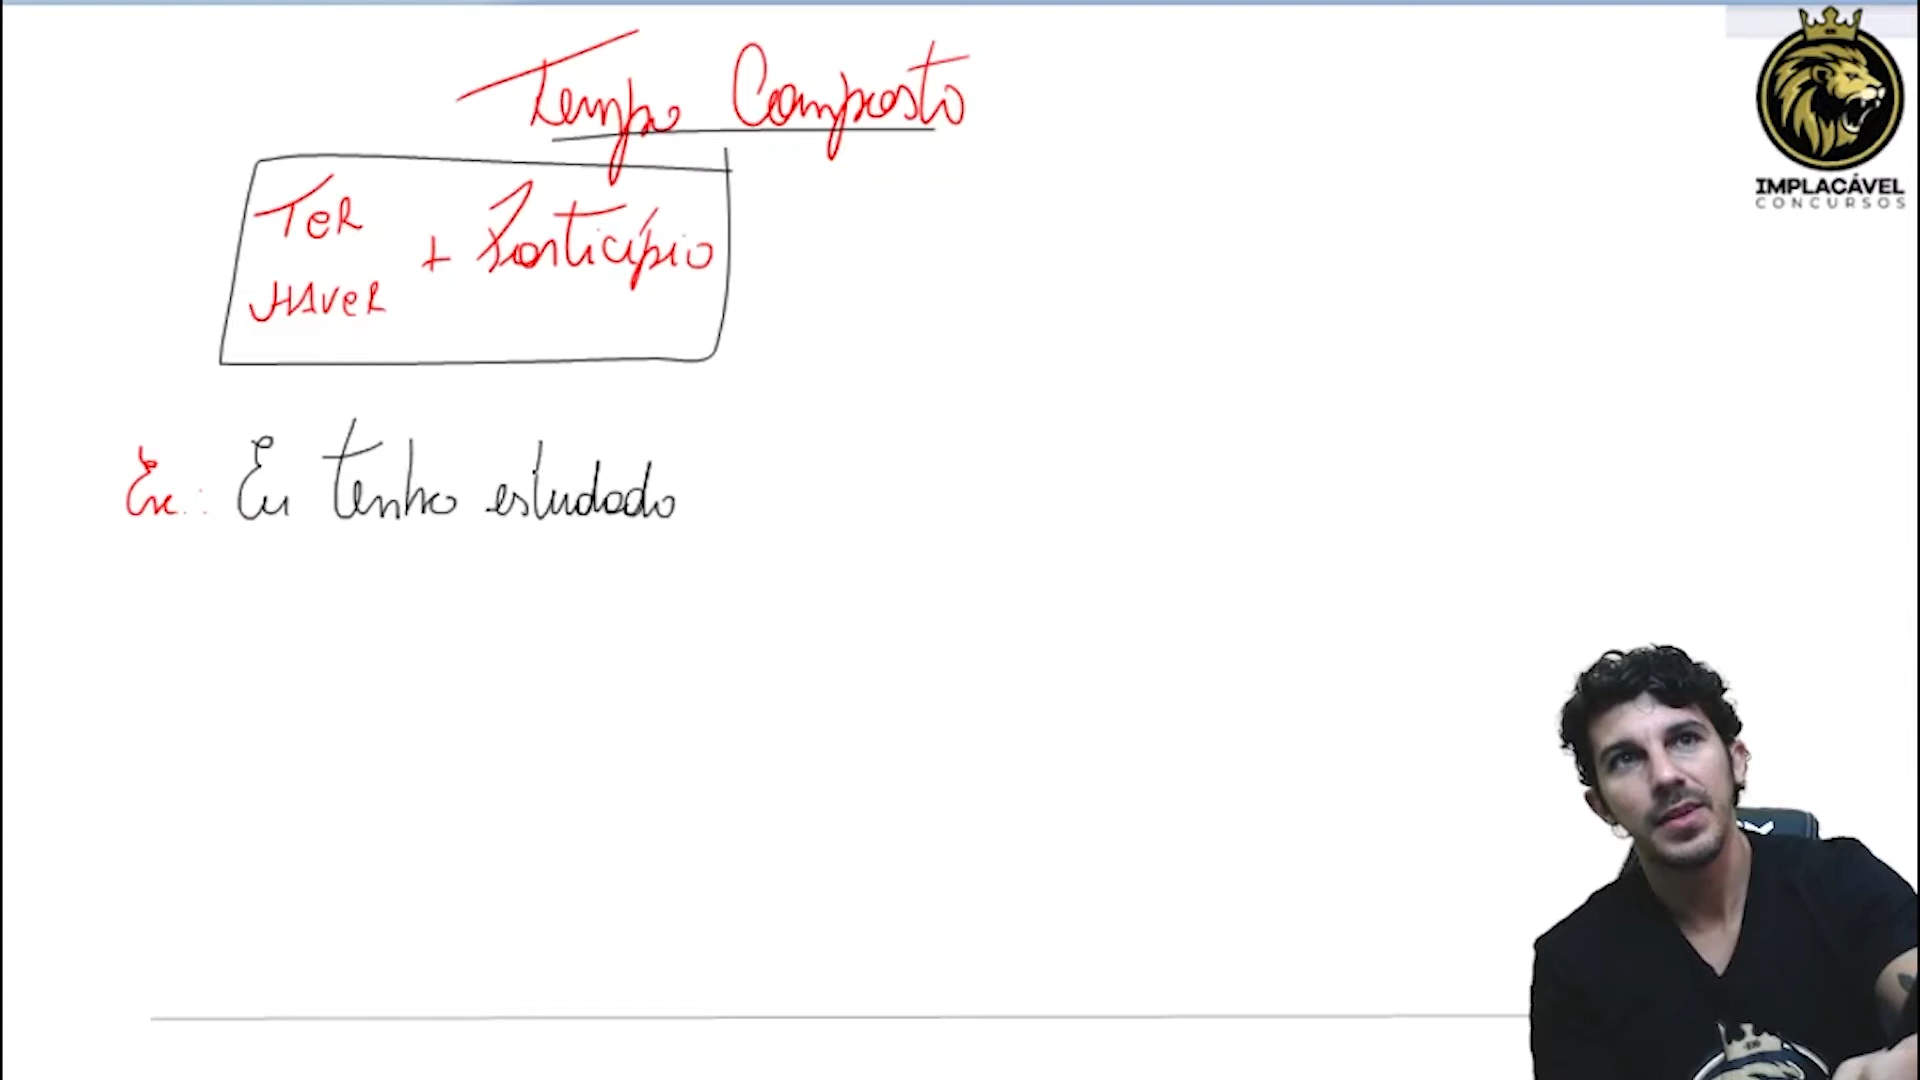 Tempo Composto
TER
HAVER
+ Particípio
Ex.: Eu tenho estudado
IMPLACÁVEL
CONCURSOS